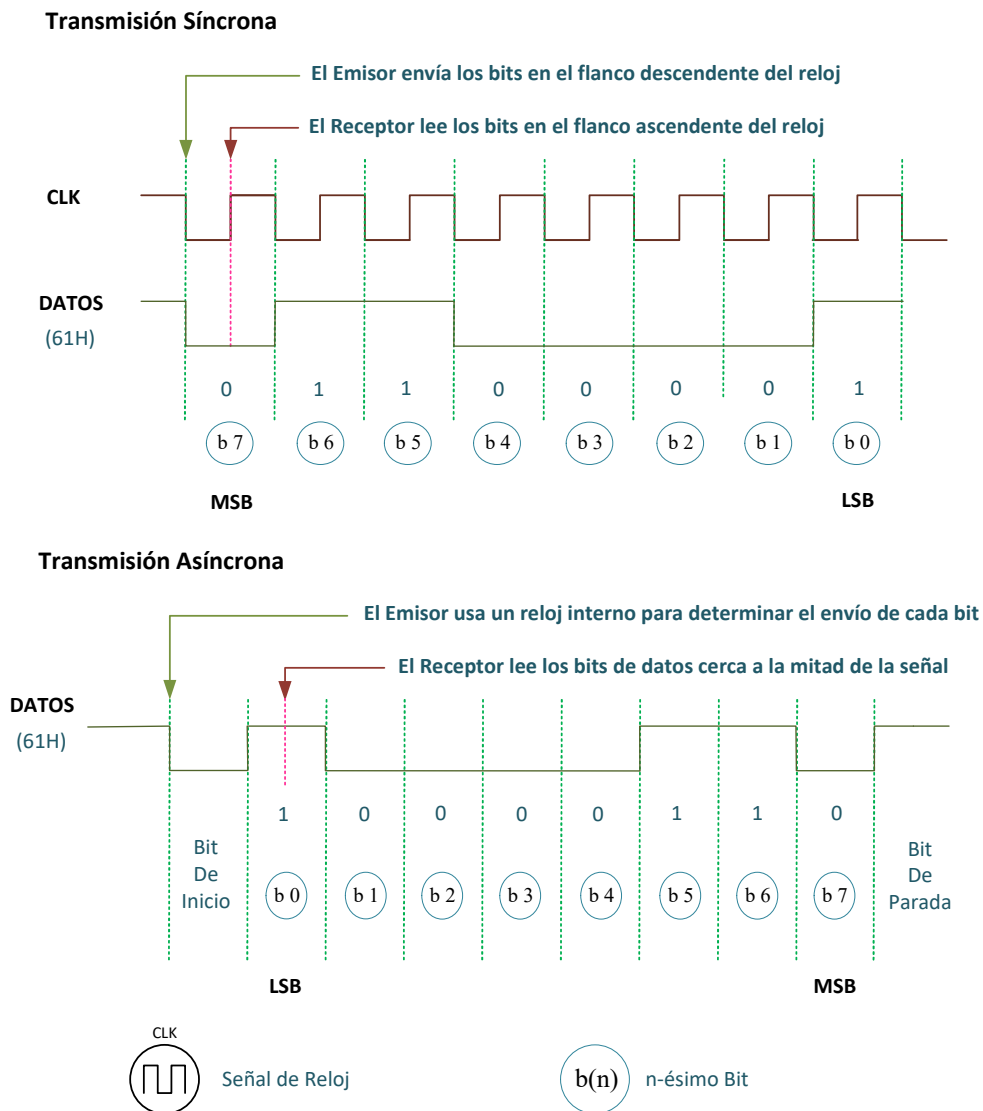 Transmisión Síncrona
El Emisor envía los bits en el flanco descendente del reloj
El Receptor lee los bits en el flanco ascendente del reloj
CLK
DATOS
(61H)
0 1 1 0 0 0 0 1
b 7 b 6 b 5 b 4 b 3 b 2 b 1 b 0
MSB LSB
Transmisión Asíncrona
El Emisor usa un reloj interno para determinar el envío de cada bit
El Receptor lee los bits de datos cerca a la mitad de la señal
DATOS
(61H)
1 0 0 0 0 1 1 0
Bit
De
Inicio
b 0 b 1 b 2 b 3 b 4 b 5 b 6 b 7
Bit
De
Parada
LSB MSB
CLK
Señal de Reloj
b(n) n-ésimo Bit